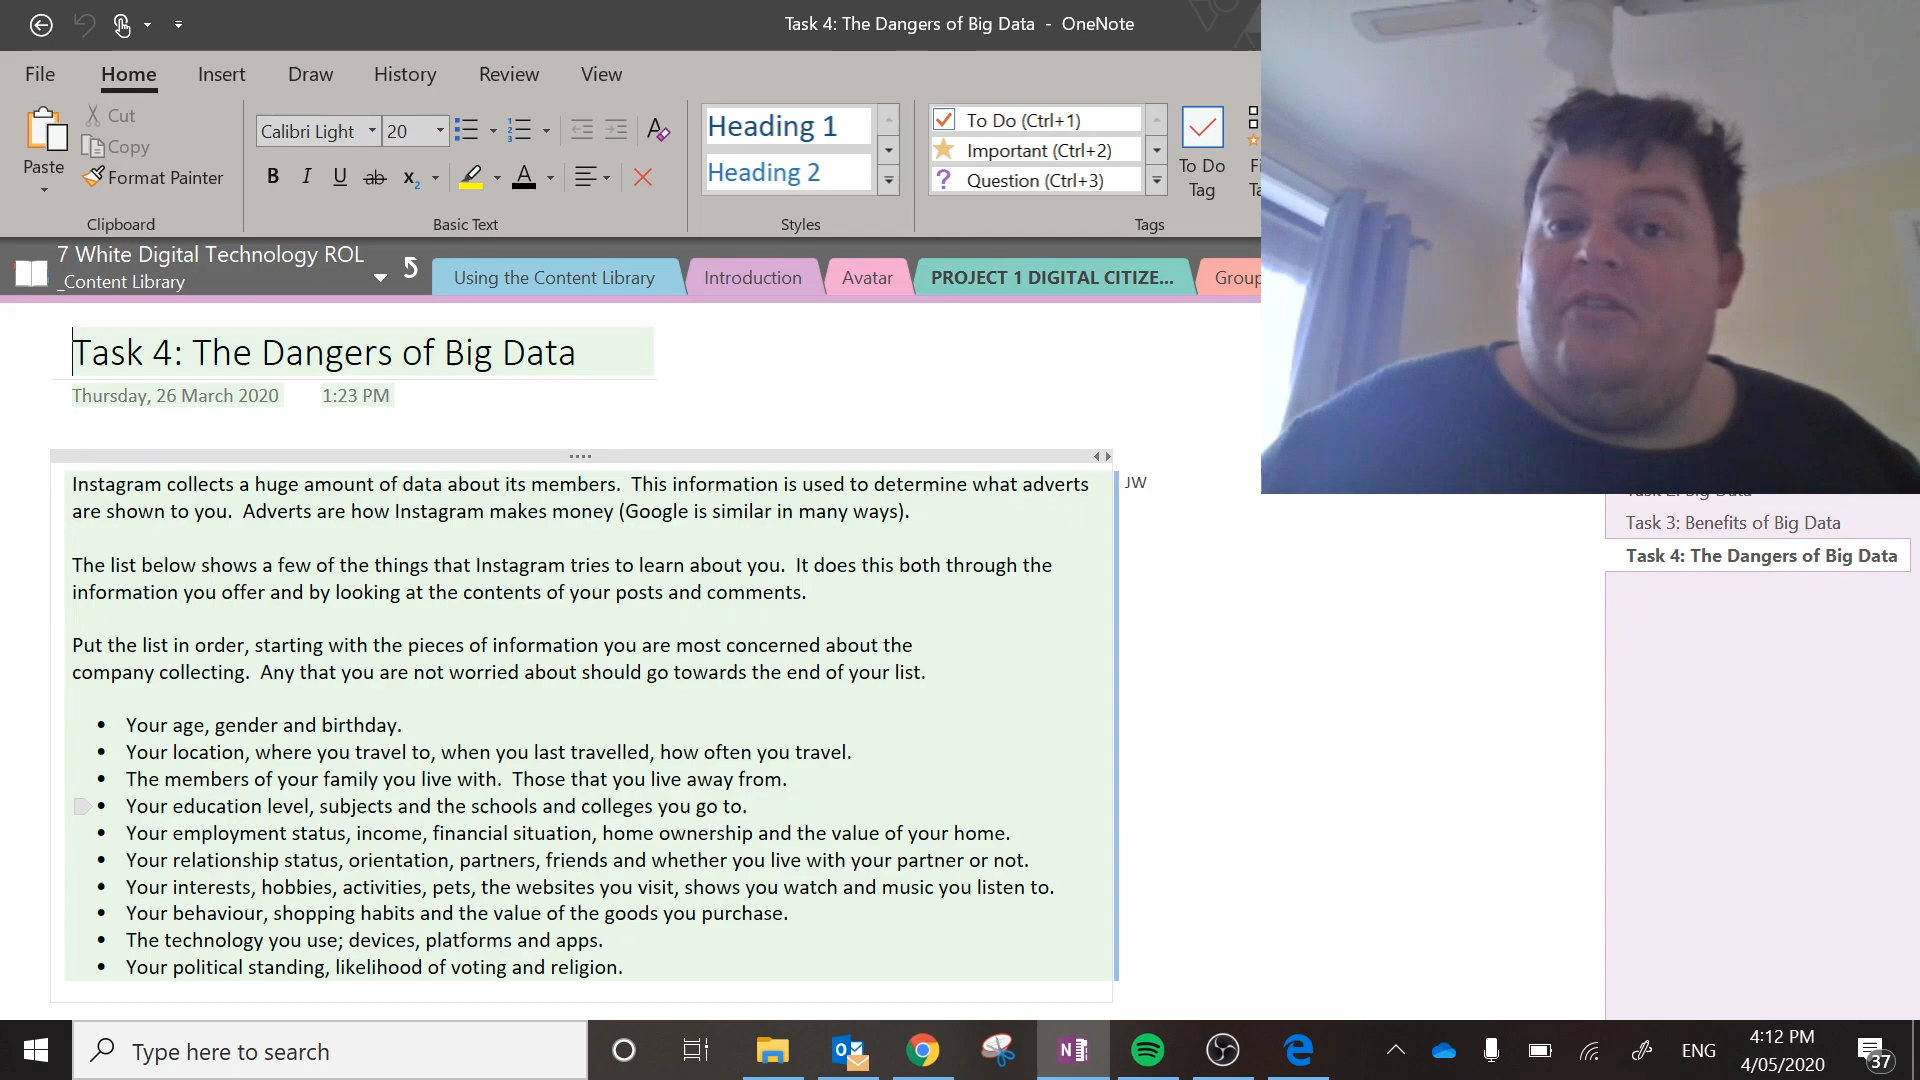 Task 4: The Dangers of Big Data - OneNote
File Home Insert Draw History Review View
Paste
Cut
Copy
Format Painter
Clipboard
Calibri Light 20
B I U ab x2 A
Basic Text
Heading 1
Heading 2
Styles
To Do (Ctrl+1)
Important (Ctrl+2)
Question (Ctrl+3)
To Do
Tag
Tags
7 White Digital Technology ROL
_Content Library
Using the Content Library Introduction Avatar PROJECT 1 DIGITAL CITIZE... Group
Task 4: The Dangers of Big Data
Thursday, 26 March 2020 1:23 PM
Instagram collects a huge amount of data about its members. This information is used to determine what adverts
are shown to you. Adverts are how Instagram makes money (Google is similar in many ways).
JW
The list below shows a few of the things that Instagram tries to learn about you. It does this both through the
information you offer and by looking at the contents of your posts and comments.
Put the list in order, starting with the pieces of information you are most concerned about the
company collecting. Any that you are not worried about should go towards the end of your list.
• Your age, gender and birthday.
• Your location, where you travel to, when you last travelled, how often you travel.
• The members of your family you live with. Those that you live away from.
• Your education level, subjects and the schools and colleges you go to.
• Your employment status, income, financial situation, home ownership and the value of your home.
• Your relationship status, orientation, partners, friends and whether you live with your partner or not.
• Your interests, hobbies, activities, pets, the websites you visit, shows you watch and music you listen to.
• Your behaviour, shopping habits and the value of the goods you purchase.
• The technology you use; devices, platforms and apps.
• Your political standing, likelihood of voting and religion.
Task 3: Benefits of Big Data
Task 4: The Dangers of Big Data
Type here to search
ENG
4:12 PM
4/05/2020
37